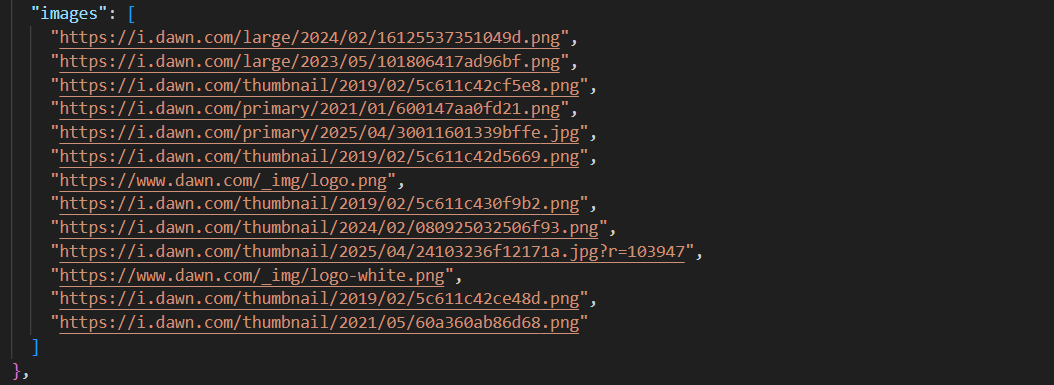 "images": [
"https://i.dawn.com/large/2024/02/16125537351049d.png",
"https://i.dawn.com/large/2023/05/101806417ad96bf.png",
"https://i.dawn.com/thumbnail/2019/02/5c611c42cf5e8.png",
"https://i.dawn.com/primary/2021/01/600147aa0fd21.png",
"https://i.dawn.com/primary/2025/04/30011601339bffe.jpg",
"https://i.dawn.com/thumbnail/2019/02/5c611c42d5669.png",
"https://www.dawn.com/_img/logo.png",
"https://i.dawn.com/thumbnail/2019/02/5c611c430f9b2.png",
"https://i.dawn.com/thumbnail/2024/02/080925032506f93.png",
"https://i.dawn.com/thumbnail/2025/04/24103236f12171a.jpg?r=103947",
"https://www.dawn.com/_img/logo-white.png",
"https://i.dawn.com/thumbnail/2019/02/5c611c42ce48d.png",
"https://i.dawn.com/thumbnail/2021/05/60a360ab86d68.png"
]
},